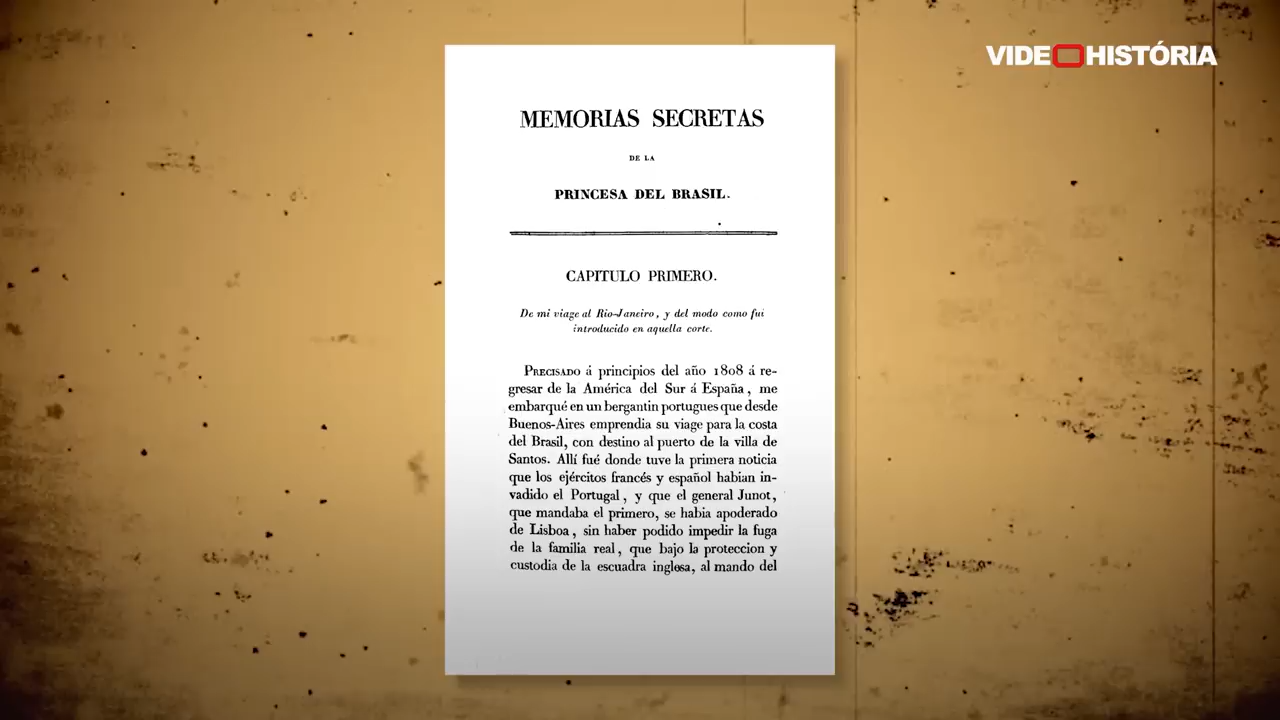 VIDEOHISTÓRIA
MEMORIAS SECRETAS
DE LA
PRINCESA DEL BRASIL.
CAPITULO PRIMERO.
De mi viage al Rio-Janeiro, y del modo como fui
introducido en aquella corte.
PRECISADO á principios del año 1808 á re-
gresar de la América del Sur á España, me
embarqué en un bergantin portugues que desde
Buenos-Aires emprendia su viage para la costa
del Brasil, con destino al puerto de la villa de
Santos. Allí fué donde tuve la primera noticia
que los ejércitos francés y español habian in-
vadido el Portugal, y que el general Junot,
que mandaba el primero, se habia apoderado
de Lisboa, sin haber podido impedir la fuga
de la familia real, que bajo la proteccion y
custodia de la escuadra inglesa, al mando del